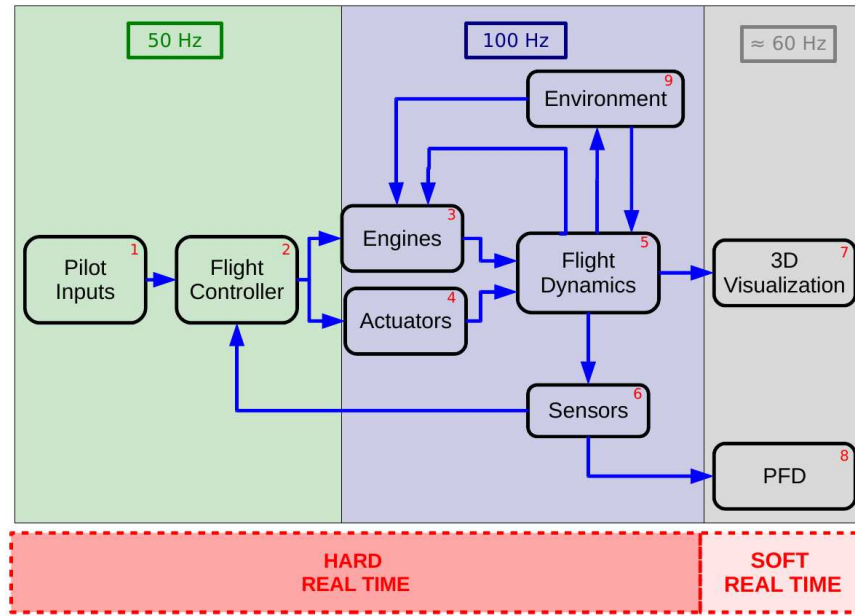 50 Hz
100 Hz
≈ 60 Hz
9
Environment
1
Pilot
Inputs
2
Flight
Controller
3
Engines
4
Actuators
5
Flight
Dynamics
7
3D
Visualization
6
Sensors
8
PFD
HARD
REAL TIME
SOFT
REAL TIME